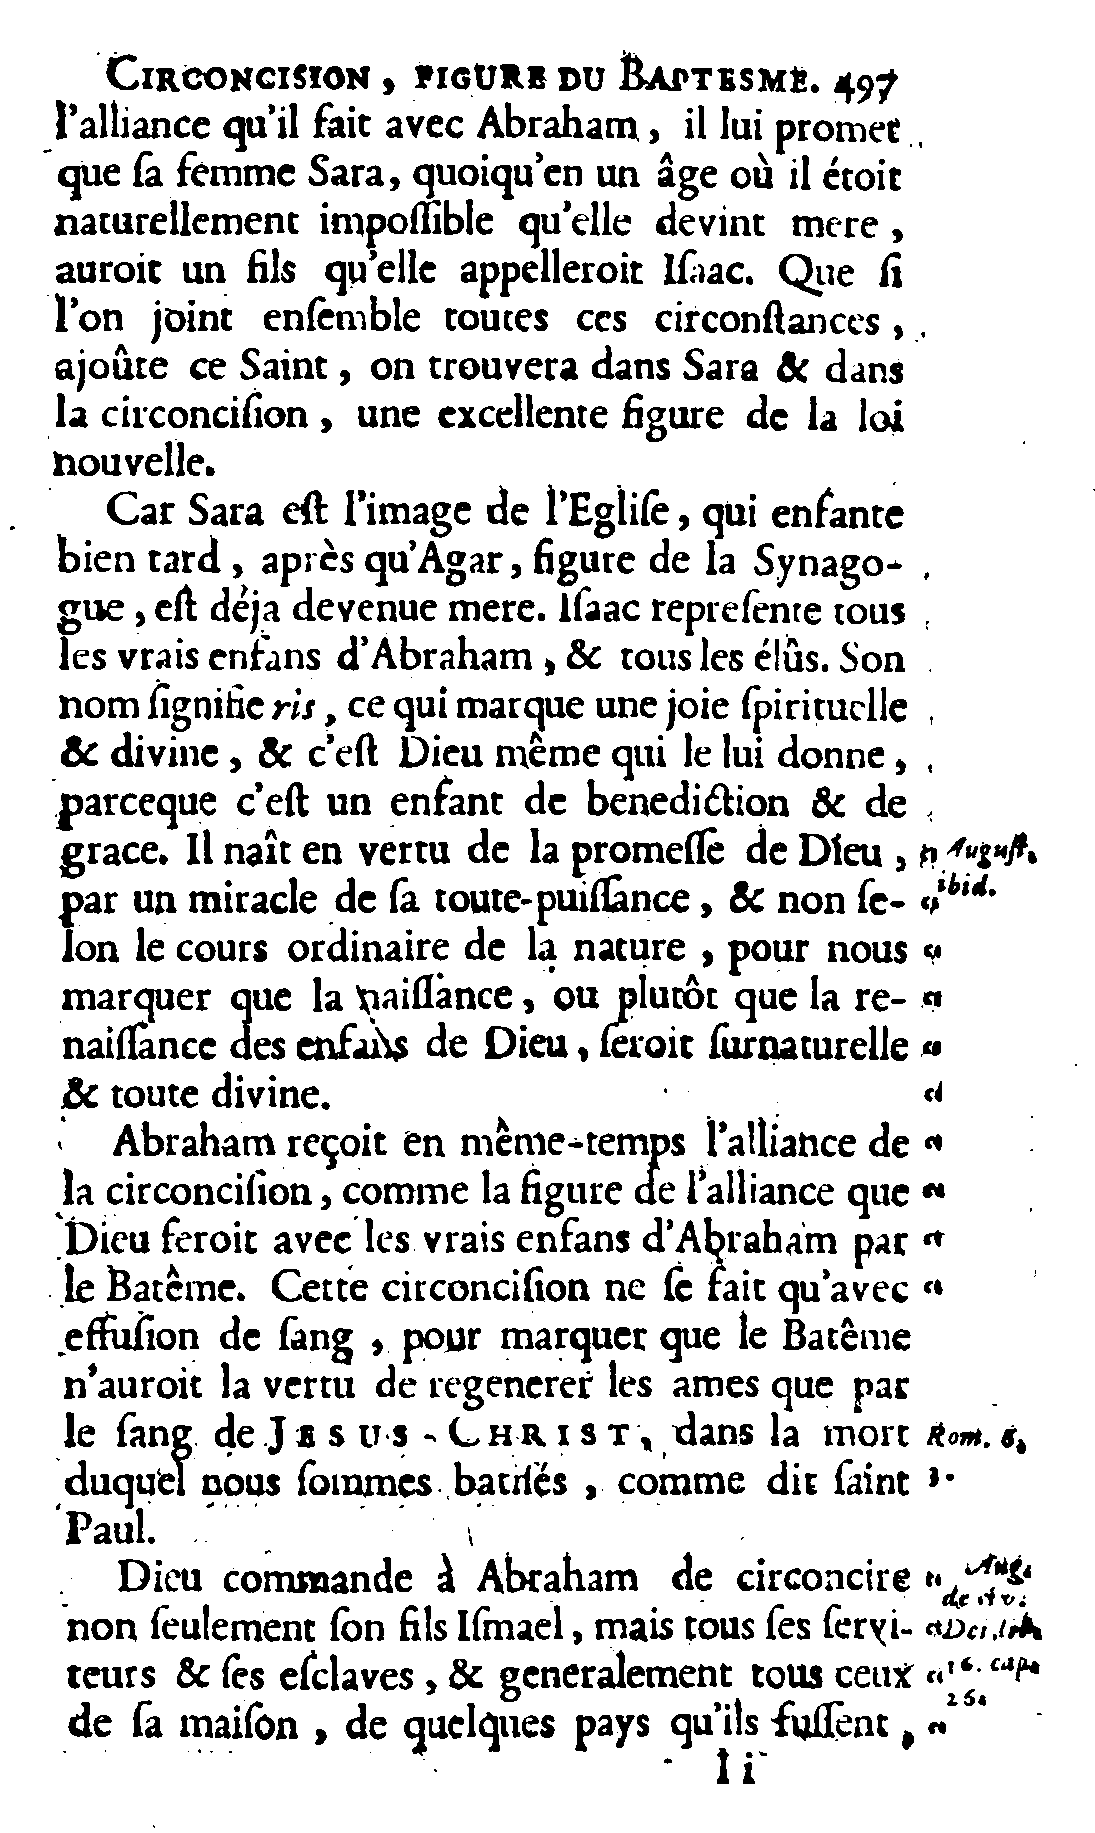 CIRCONCISION, FIGURE DU BAPTESME. 497
l'alliance qu'il fait avec Abraham, il lui promet
que ſa femme Sara, quoiqu'en un âge où il étoit
naturellement impoſſible qu'elle devint mere,
auroit un fils qu'elle appelleroit Iſaac. Que ſi
l'on joint enſemble toutes ces circonſtances,
ajoûte ce Saint, on trouvera dans Sara & dans
la circonciſion, une excellente figure de la loi
nouvelle.
Car Sara eſt l'image de l'Egliſe, qui enfante
bien tard, après qu'Agar, figure de la Synago-
gue, eſt déja devenue mere. Iſaac repreſente tous
les vrais enfans d'Abraham, & tous les élûs. Son
nom ſignifie ris, ce qui marque une joie ſpirituelle
& divine, & c'eſt Dieu même qui le lui donne,
parceque c'eſt un enfant de benediction & de
grace. Il naît en vertu de la promeſſe de Dieu, " Auguſt.
par un miracle de ſa toute-puiſſance, & non ſe- " ibid.
lon le cours ordinaire de la nature, pour nous "
marquer que la naiſſance, ou plutôt que la re- "
naiſſance des enfans de Dieu, ſeroit ſurnaturelle "
& toute divine. "
Abraham reçoit en même-temps l'alliance de "
la circonciſion, comme la figure de l'alliance que "
Dieu feroit avec les vrais enfans d'Abraham par "
le Batême. Cette circonciſion ne ſe fait qu'avec "
effuſion de ſang, pour marquer que le Batême
n'auroit la vertu de regenerer les ames que par
le ſang de JESUS-CHRIST, dans la mort Rom. 6.
duquel nous ſommes batiſés, comme dit ſaint 3.
Paul.
Dieu commande à Abraham de circoncire " Aug.
de civ.
non ſeulement ſon fils Iſmael, mais tous ſes ſervi- " Dei, lib.
teurs & ſes eſclaves, & generalement tous ceux " 16. cap.
26.
de ſa maiſon, de quelques pays qu'ils fuſſent, "
Ii